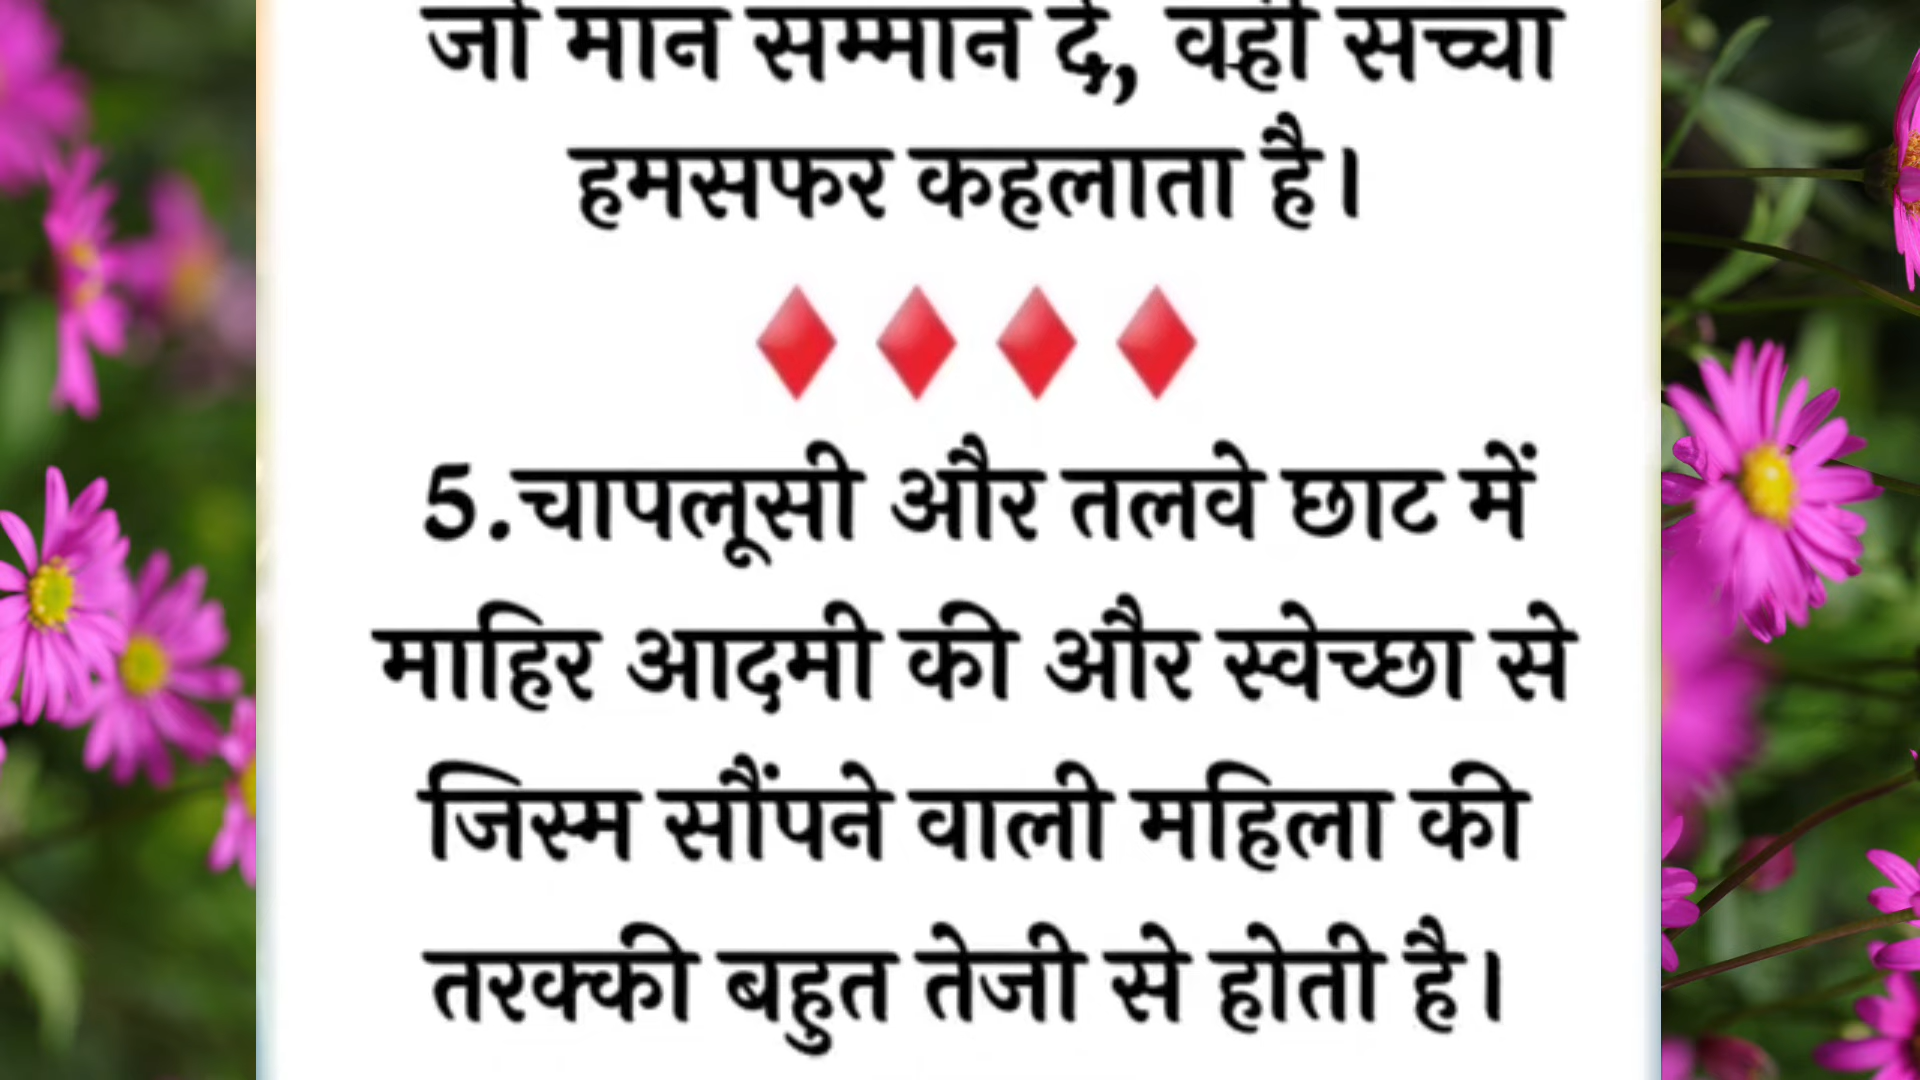 जो मान सम्मान दे, वही सच्चा
हमसफर कहलाता है।
5.चापलूसी और तलवे छाट में
माहिर आदमी की और स्वेच्छा से
जिस्म सौंपने वाली महिला की
तरक्की बहुत तेजी से होती है।